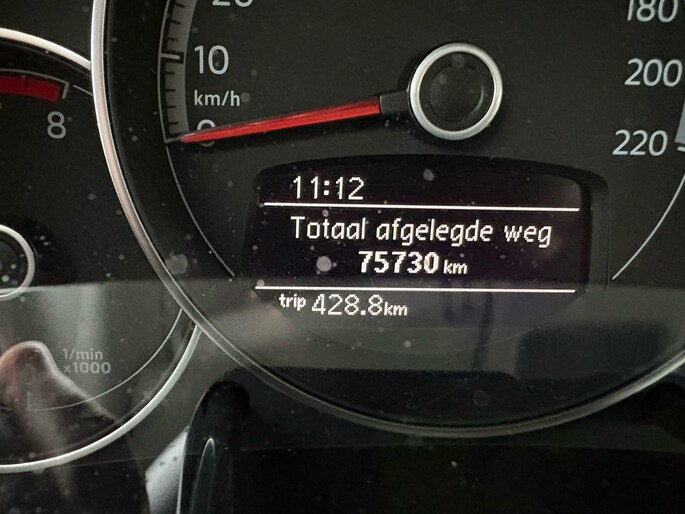 180
10
200
km/h
8
0
220
11:12
Totaal afgelegde weg
75730 km
trip 428.8km
1/min
x1000